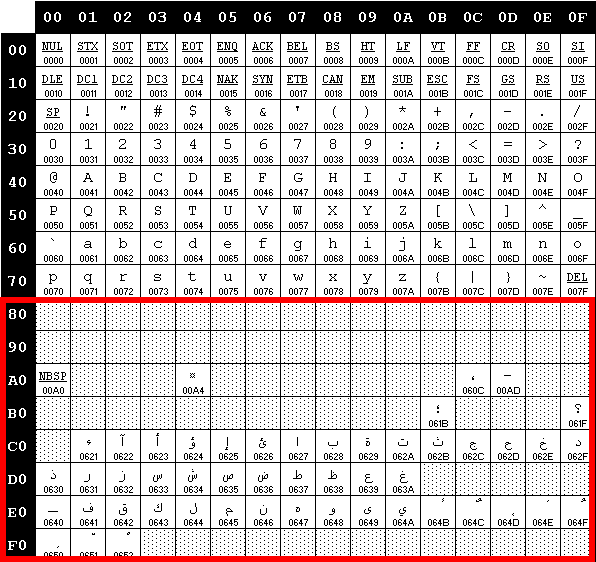 00 01 02 03 04 05 06 07 08 09 0A 0B 0C 0D 0E 0F
00 NUL STX SOT ETX EOT ENQ ACK BEL BS HT LF VT FF CR SO SI
0000 0001 0002 0003 0004 0005 0006 0007 0008 0009 000A 000B 000C 000D 000E 000F
10 DLE DC1 DC2 DC3 DC4 NAK SYN ETB CAN EM SUB ESC FS GS RS US
0010 0011 0012 0013 0014 0015 0016 0017 0018 0019 001A 001B 001C 001D 001E 001F
20 SP ! " # $ % & ' ( ) * + , - . /
0020 0021 0022 0023 0024 0025 0026 0027 0028 0029 002A 002B 002C 002D 002E 002F
30 0 1 2 3 4 5 6 7 8 9 : ; < = > ?
0030 0031 0032 0033 0034 0035 0036 0037 0038 0039 003A 003B 003C 003D 003E 003F
40 @ A B C D E F G H I J K L M N O
0040 0041 0042 0043 0044 0045 0046 0047 0048 0049 004A 004B 004C 004D 004E 004F
50 P Q R S T U V W X Y Z [ \ ] ^ _
0050 0051 0052 0053 0054 0055 0056 0057 0058 0059 005A 005B 005C 005D 005E 005F
60 ` a b c d e f g h i j k l m n o
0060 0061 0062 0063 0064 0065 0066 0067 0068 0069 006A 006B 006C 006D 006E 006F
70 p q r s t u v w x y z { | } ~ DEL
0070 0071 0072 0073 0074 0075 0076 0077 0078 0079 007A 007B 007C 007D 007E 007F
80
90
A0 NBSP ¤ ، -
00A0 00A4 060C 00AD
B0 ؛ ؟
061B 061F
C0 ء آ أ ؤ إ ئ ا ب ة ت ث ج ح خ د
0621 0622 0623 0624 0625 0626 0627 0628 0629 062A 062B 062C 062D 062E 062F
D0 ذ ر ز س ش ص ض ط ظ ع غ
0630 0631 0632 0633 0634 0635 0636 0637 0638 0639 063A
E0 ـ ف ق ك ل م ن ه و ى ي ً ٌ ٍ َ ُ
0640 0641 0642 0643 0644 0645 0646 0647 0648 0649 064A 064B 064C 064D 064E 064F
F0 ِ ّ ْ
0650 0651 0652